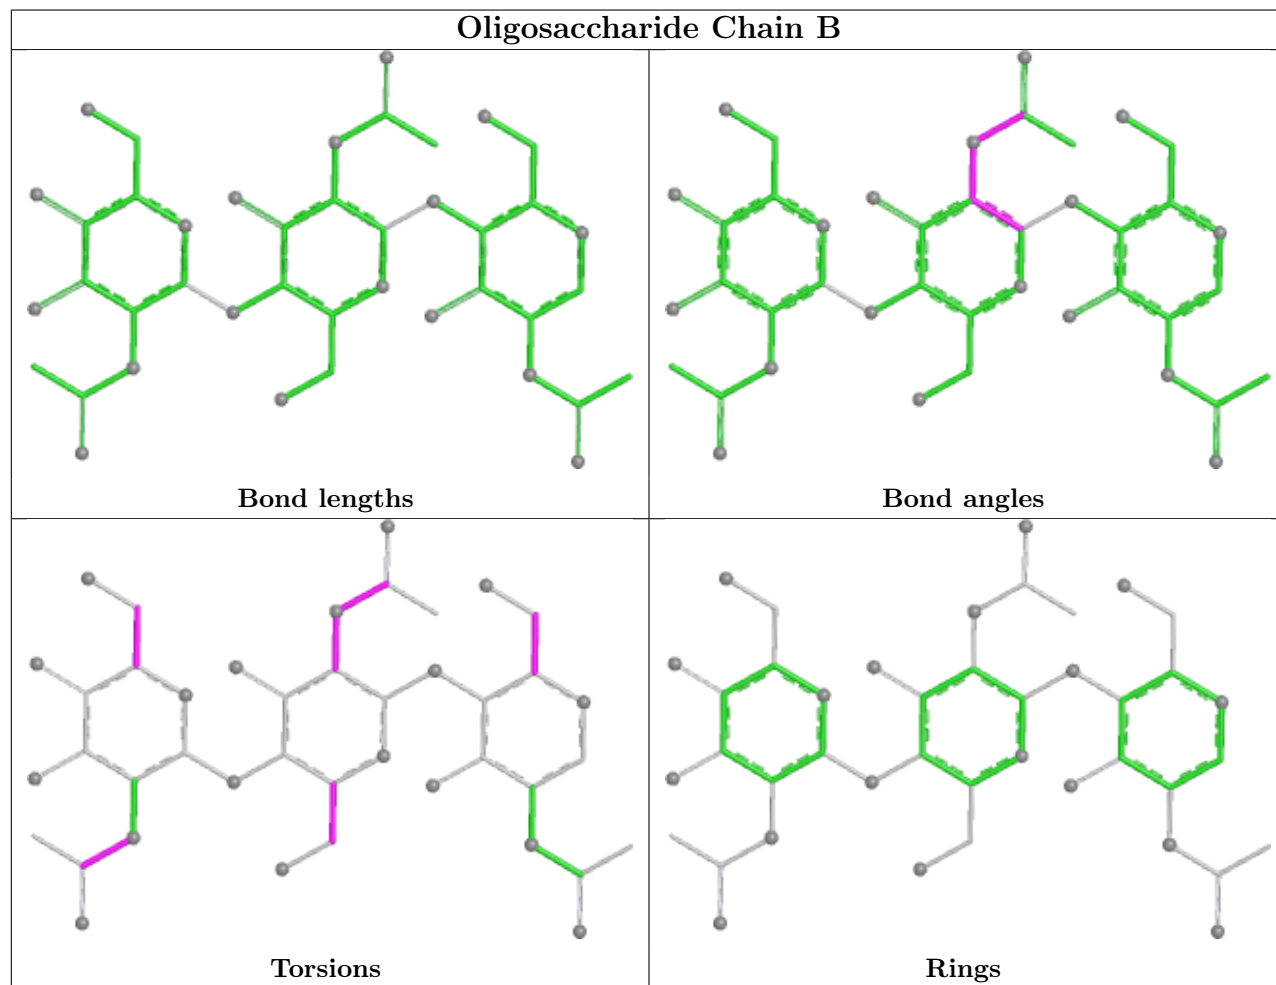 Oligosaccharide Chain B
Bond lengths
Bond angles
Torsions
Rings